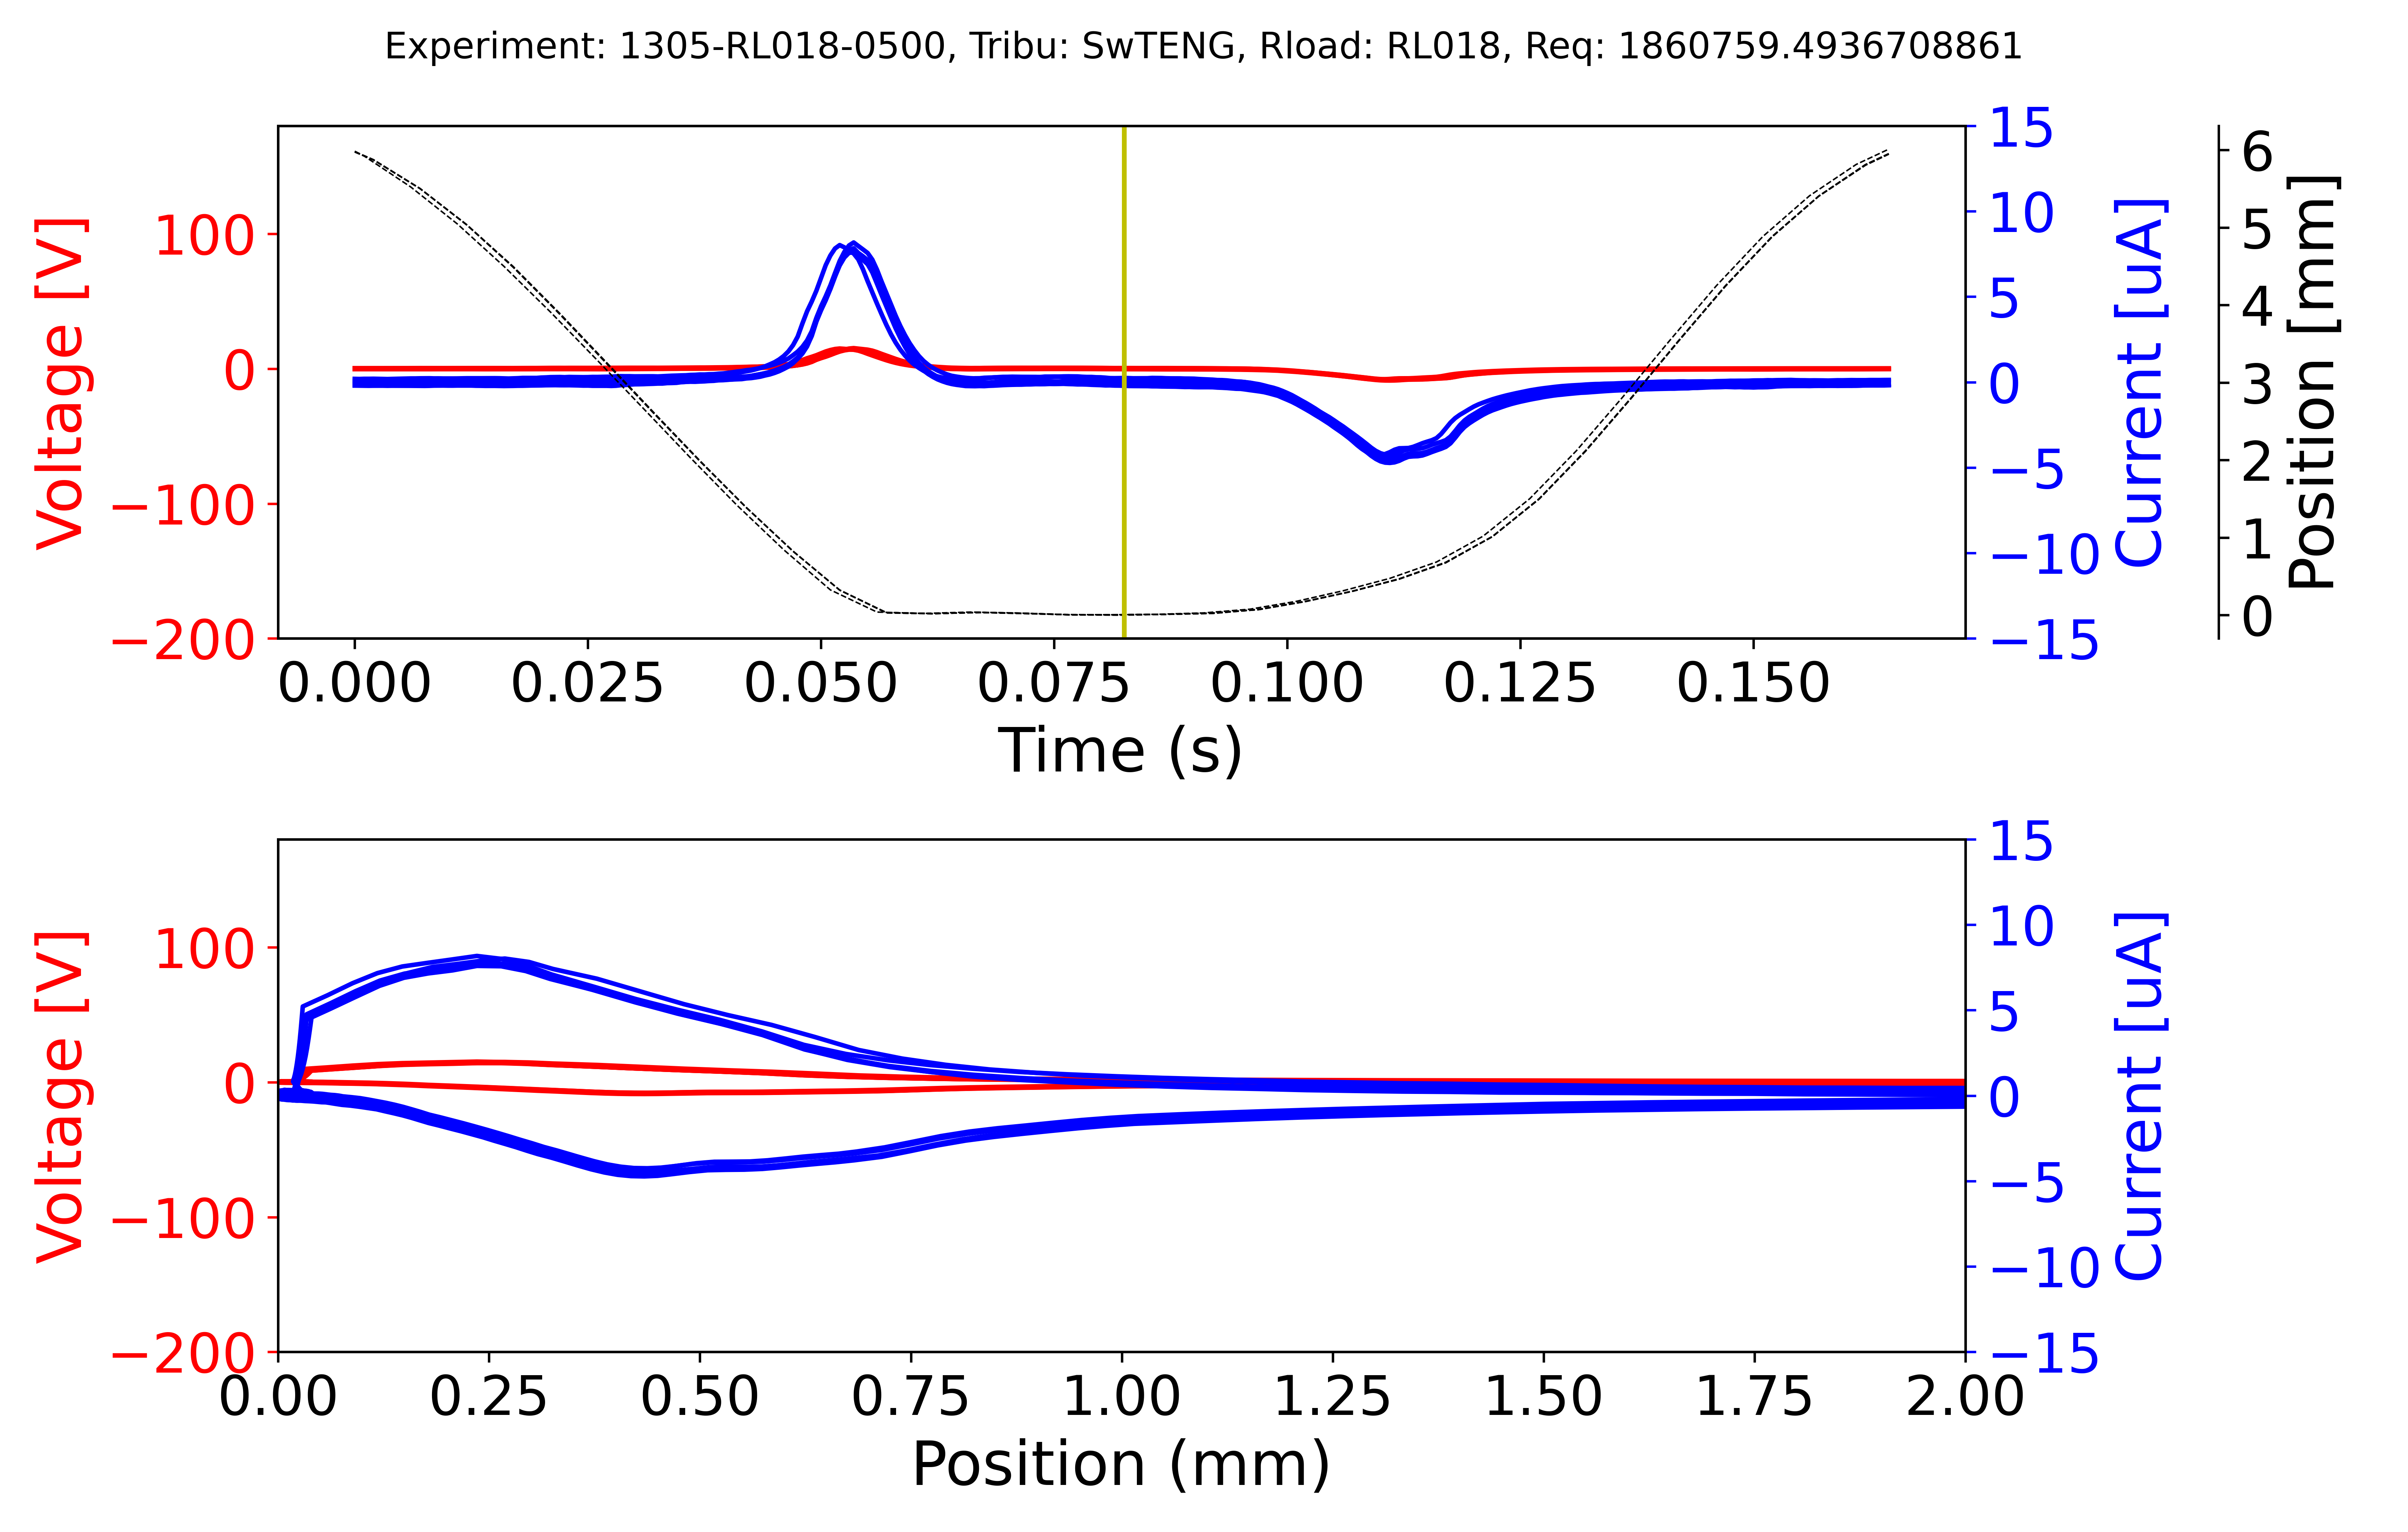 Experiment: 1305-RL018-0500, Tribu: SwTENG, Rload: RL018, Req: 1860759.4936708861
Voltage [V]
100
0
−100
−200
15
10
5
0
−5
−10
−15
Current [uA]
6
5
4
3
2
1
0
Position [mm]
0.000 0.025 0.050 0.075 0.100 0.125 0.150
Time (s)
Voltage [V]
100
0
−100
−200
15
10
5
0
−5
−10
−15
Current [uA]
0.00 0.25 0.50 0.75 1.00 1.25 1.50 1.75 2.00
Position (mm)